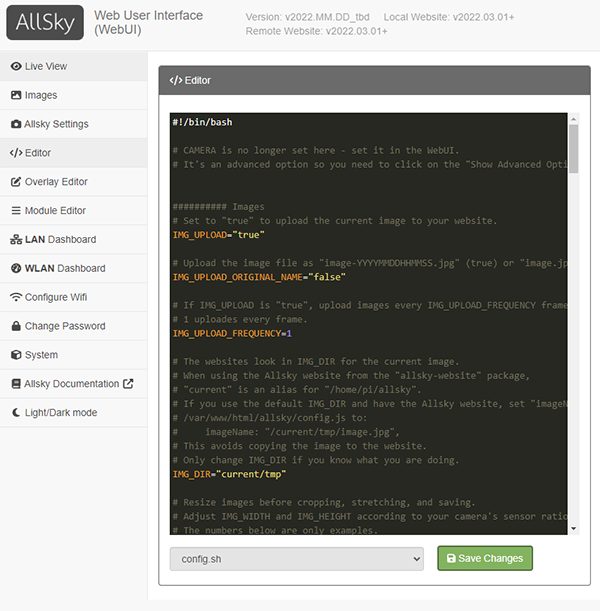 AllSky
Web User Interface
(WebUI)
Version: v2022.MM.DD_tbd Local Website: v2022.03.01+
Remote Website: v2022.03.01+
Live View
Images
Allsky Settings
</> Editor
Overlay Editor
Module Editor
LAN Dashboard
WLAN Dashboard
Configure Wifi
Change Password
System
Allsky Documentation
Light/Dark mode
</> Editor
#!/bin/bash
# CAMERA is no longer set here - set it in the WebUI.
# It's an advanced option so you need to click on the "Show Advanced Opti
########## Images
# Set to "true" to upload the current image to your website.
IMG_UPLOAD="true"
# Upload the image file as "image-YYYYMMDDHHMMSS.jpg" (true) or "image.jp
IMG_UPLOAD_ORIGINAL_NAME="false"
# If IMG_UPLOAD is "true", upload images every IMG_UPLOAD_FREQUENCY frame
# 1 uploades every frame.
IMG_UPLOAD_FREQUENCY=1
# The websites look in IMG_DIR for the current image.
# When using the Allsky website from the "allsky-website" package,
# "current" is an alias for "/home/pi/allsky".
# If you use the default IMG_DIR and have the Allsky website, set "imageN
# /var/www/html/allsky/config.js to:
#     imageName: "/current/tmp/image.jpg",
# This avoids copying the image to the website.
# Only change IMG_DIR if you know what you are doing.
IMG_DIR="current/tmp"
# Resize images before cropping, stretching, and saving.
# Adjust IMG_WIDTH and IMG_HEIGHT according to your camera's sensor ratio
# The numbers below are only examples.
config.sh
Save Changes